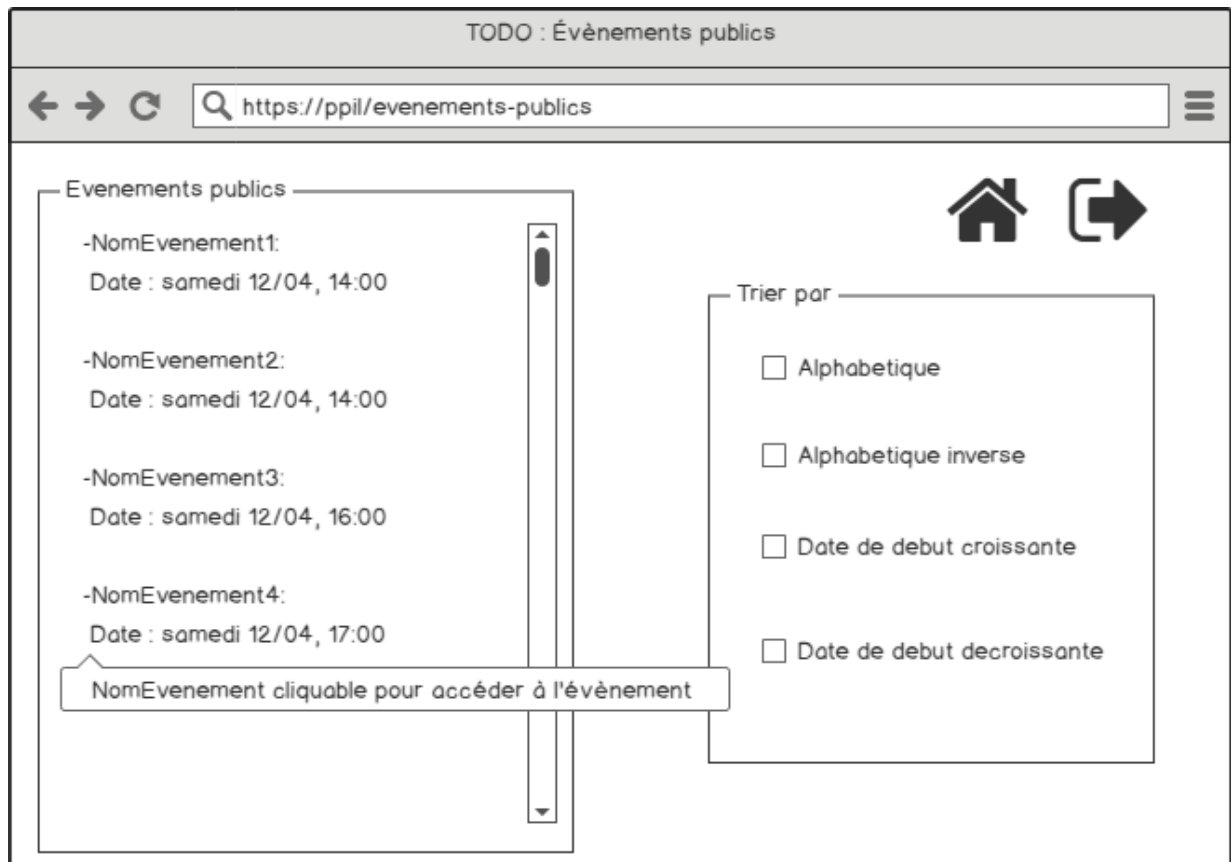 TODO : Évènements publics
https://ppil/evenements-publics
Evenements publics
-NomEvenement1:
Date : samedi 12/04, 14:00
-NomEvenement2:
Date : samedi 12/04, 14:00
-NomEvenement3:
Date : samedi 12/04, 16:00
-NomEvenement4:
Date : samedi 12/04, 17:00
NomEvenement cliquable pour accéder à l'évènement
Trier par
Alphabetique
Alphabetique inverse
Date de debut croissante
Date de debut decroissante